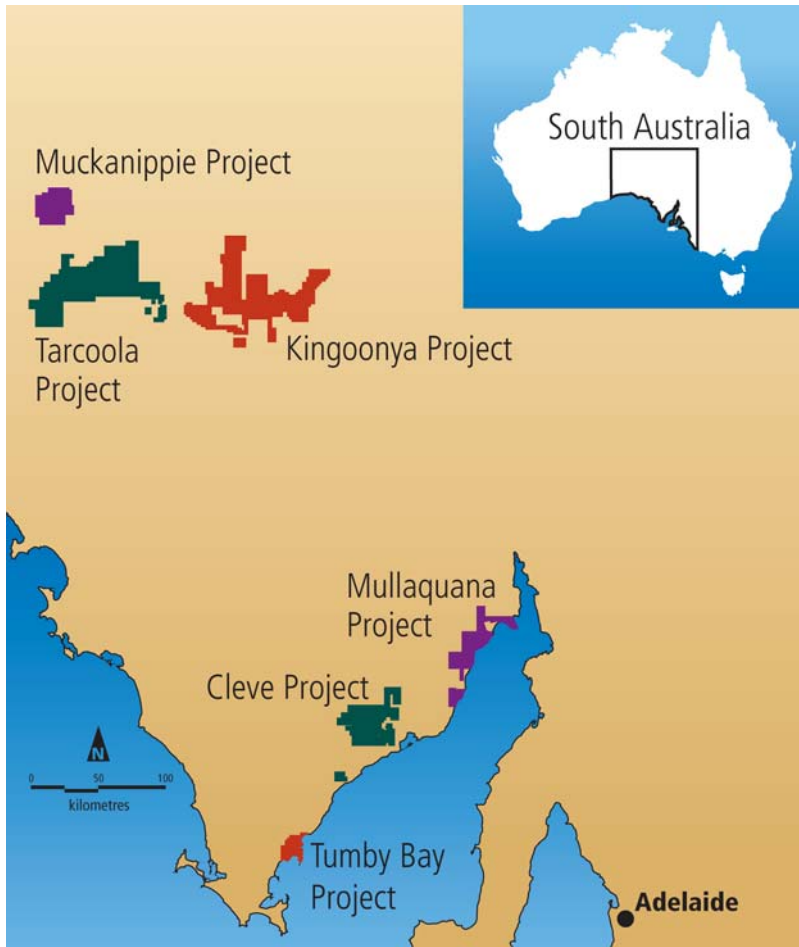 South Australia
Muckanippie Project
Tarcoola
Project
Kingoonya Project
Mullaquana
Project
Cleve Project
N
0 50 100
kilometres
Tumby Bay
Project
Adelaide